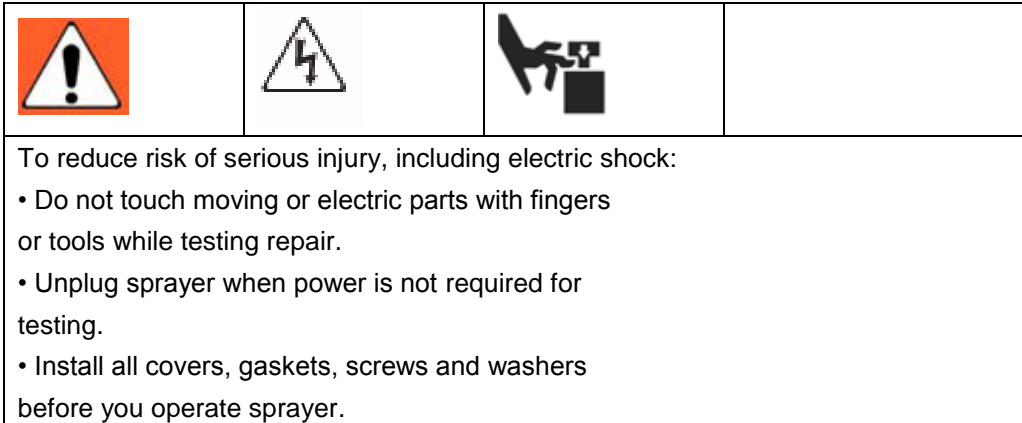 To reduce risk of serious injury, including electric shock:
• Do not touch moving or electric parts with fingers
or tools while testing repair.
• Unplug sprayer when power is not required for
testing.
• Install all covers, gaskets, screws and washers
before you operate sprayer.